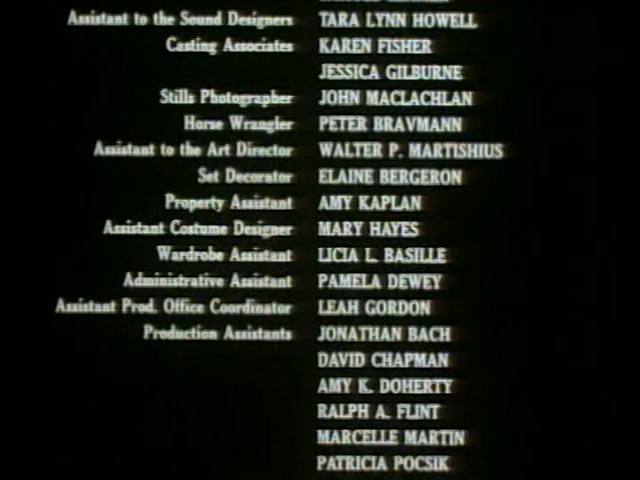 Assistant to the Sound Designers TARA LYNN HOWELL
Casting Associates KAREN FISHER
JESSICA GILBURNE
Stills Photographer JOHN MACLACHLAN
Horse Wrangler PETER BRAVMANN
Assistant to the Art Director WALTER P. MARTISHIUS
Set Decorator ELAINE BERGERON
Property Assistant AMY KAPLAN
Assistant Costume Designer MARY HAYES
Wardrobe Assistant LICIA L. BASILLE
Administrative Assistant PAMELA DEWEY
Assistant Prod. Office Coordinator LEAH GORDON
Production Assistants JONATHAN BACH
DAVID CHAPMAN
AMY K. DOHERTY
RALPH A. FLINT
MARCELLE MARTIN
PATRICIA POCSIK